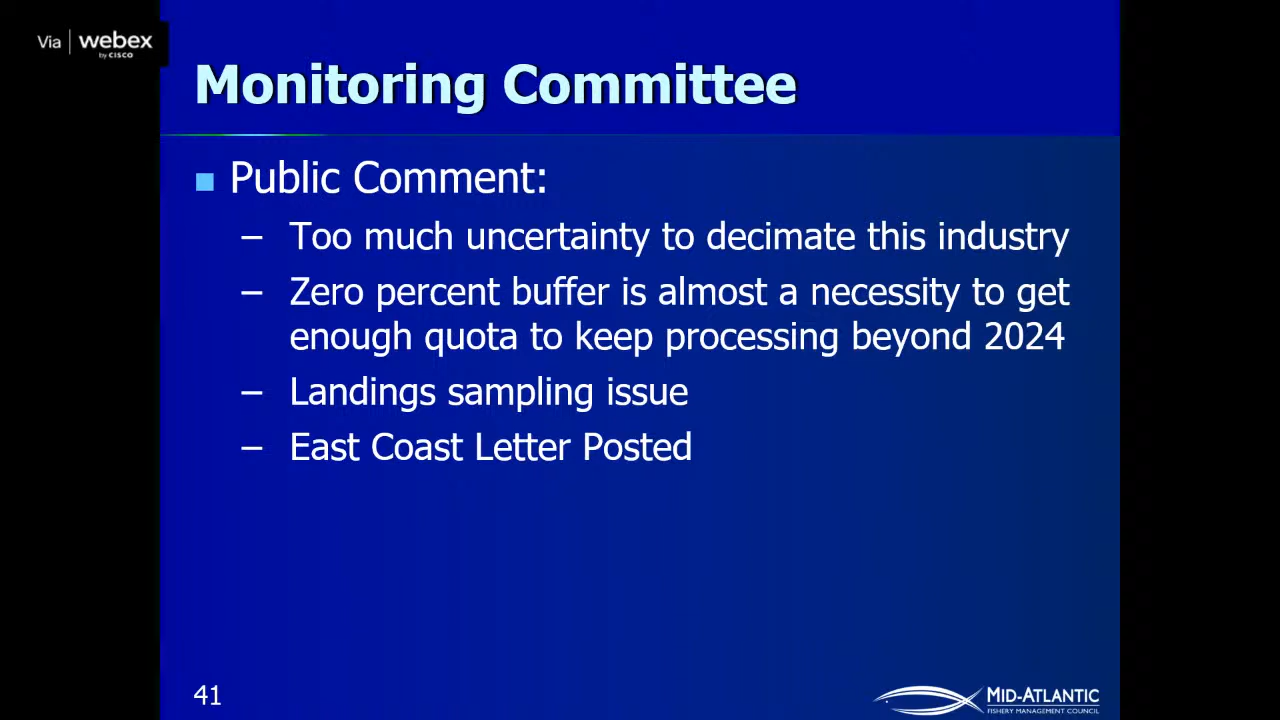 Via webex
by CISCO
Monitoring Committee
Public Comment:
– Too much uncertainty to decimate this industry
– Zero percent buffer is almost a necessity to get
enough quota to keep processing beyond 2024
– Landings sampling issue
– East Coast Letter Posted
41
MID-ATLANTIC
FISHERY MANAGEMENT COUNCIL